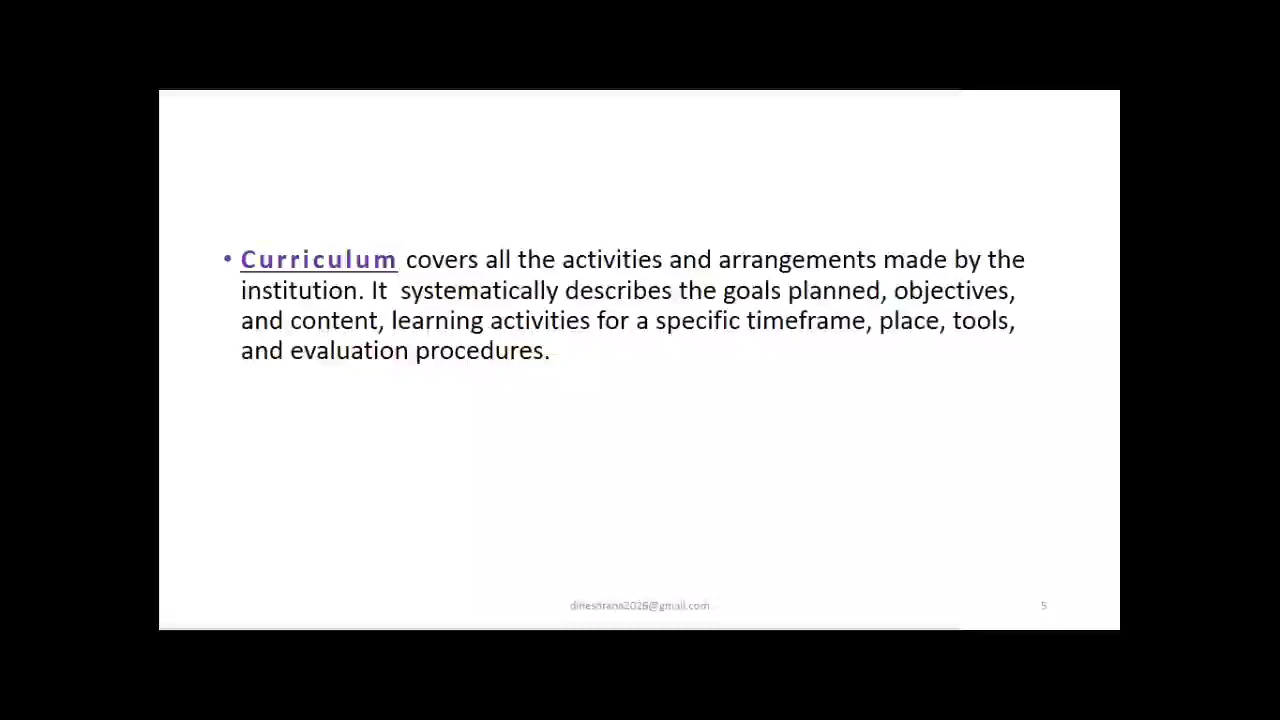 • Curriculum covers all the activities and arrangements made by the
institution. It  systematically describes the goals planned, objectives,
and content, learning activities for a specific timeframe, place, tools,
and evaluation procedures.
dineshrana2025@gmail.com
5